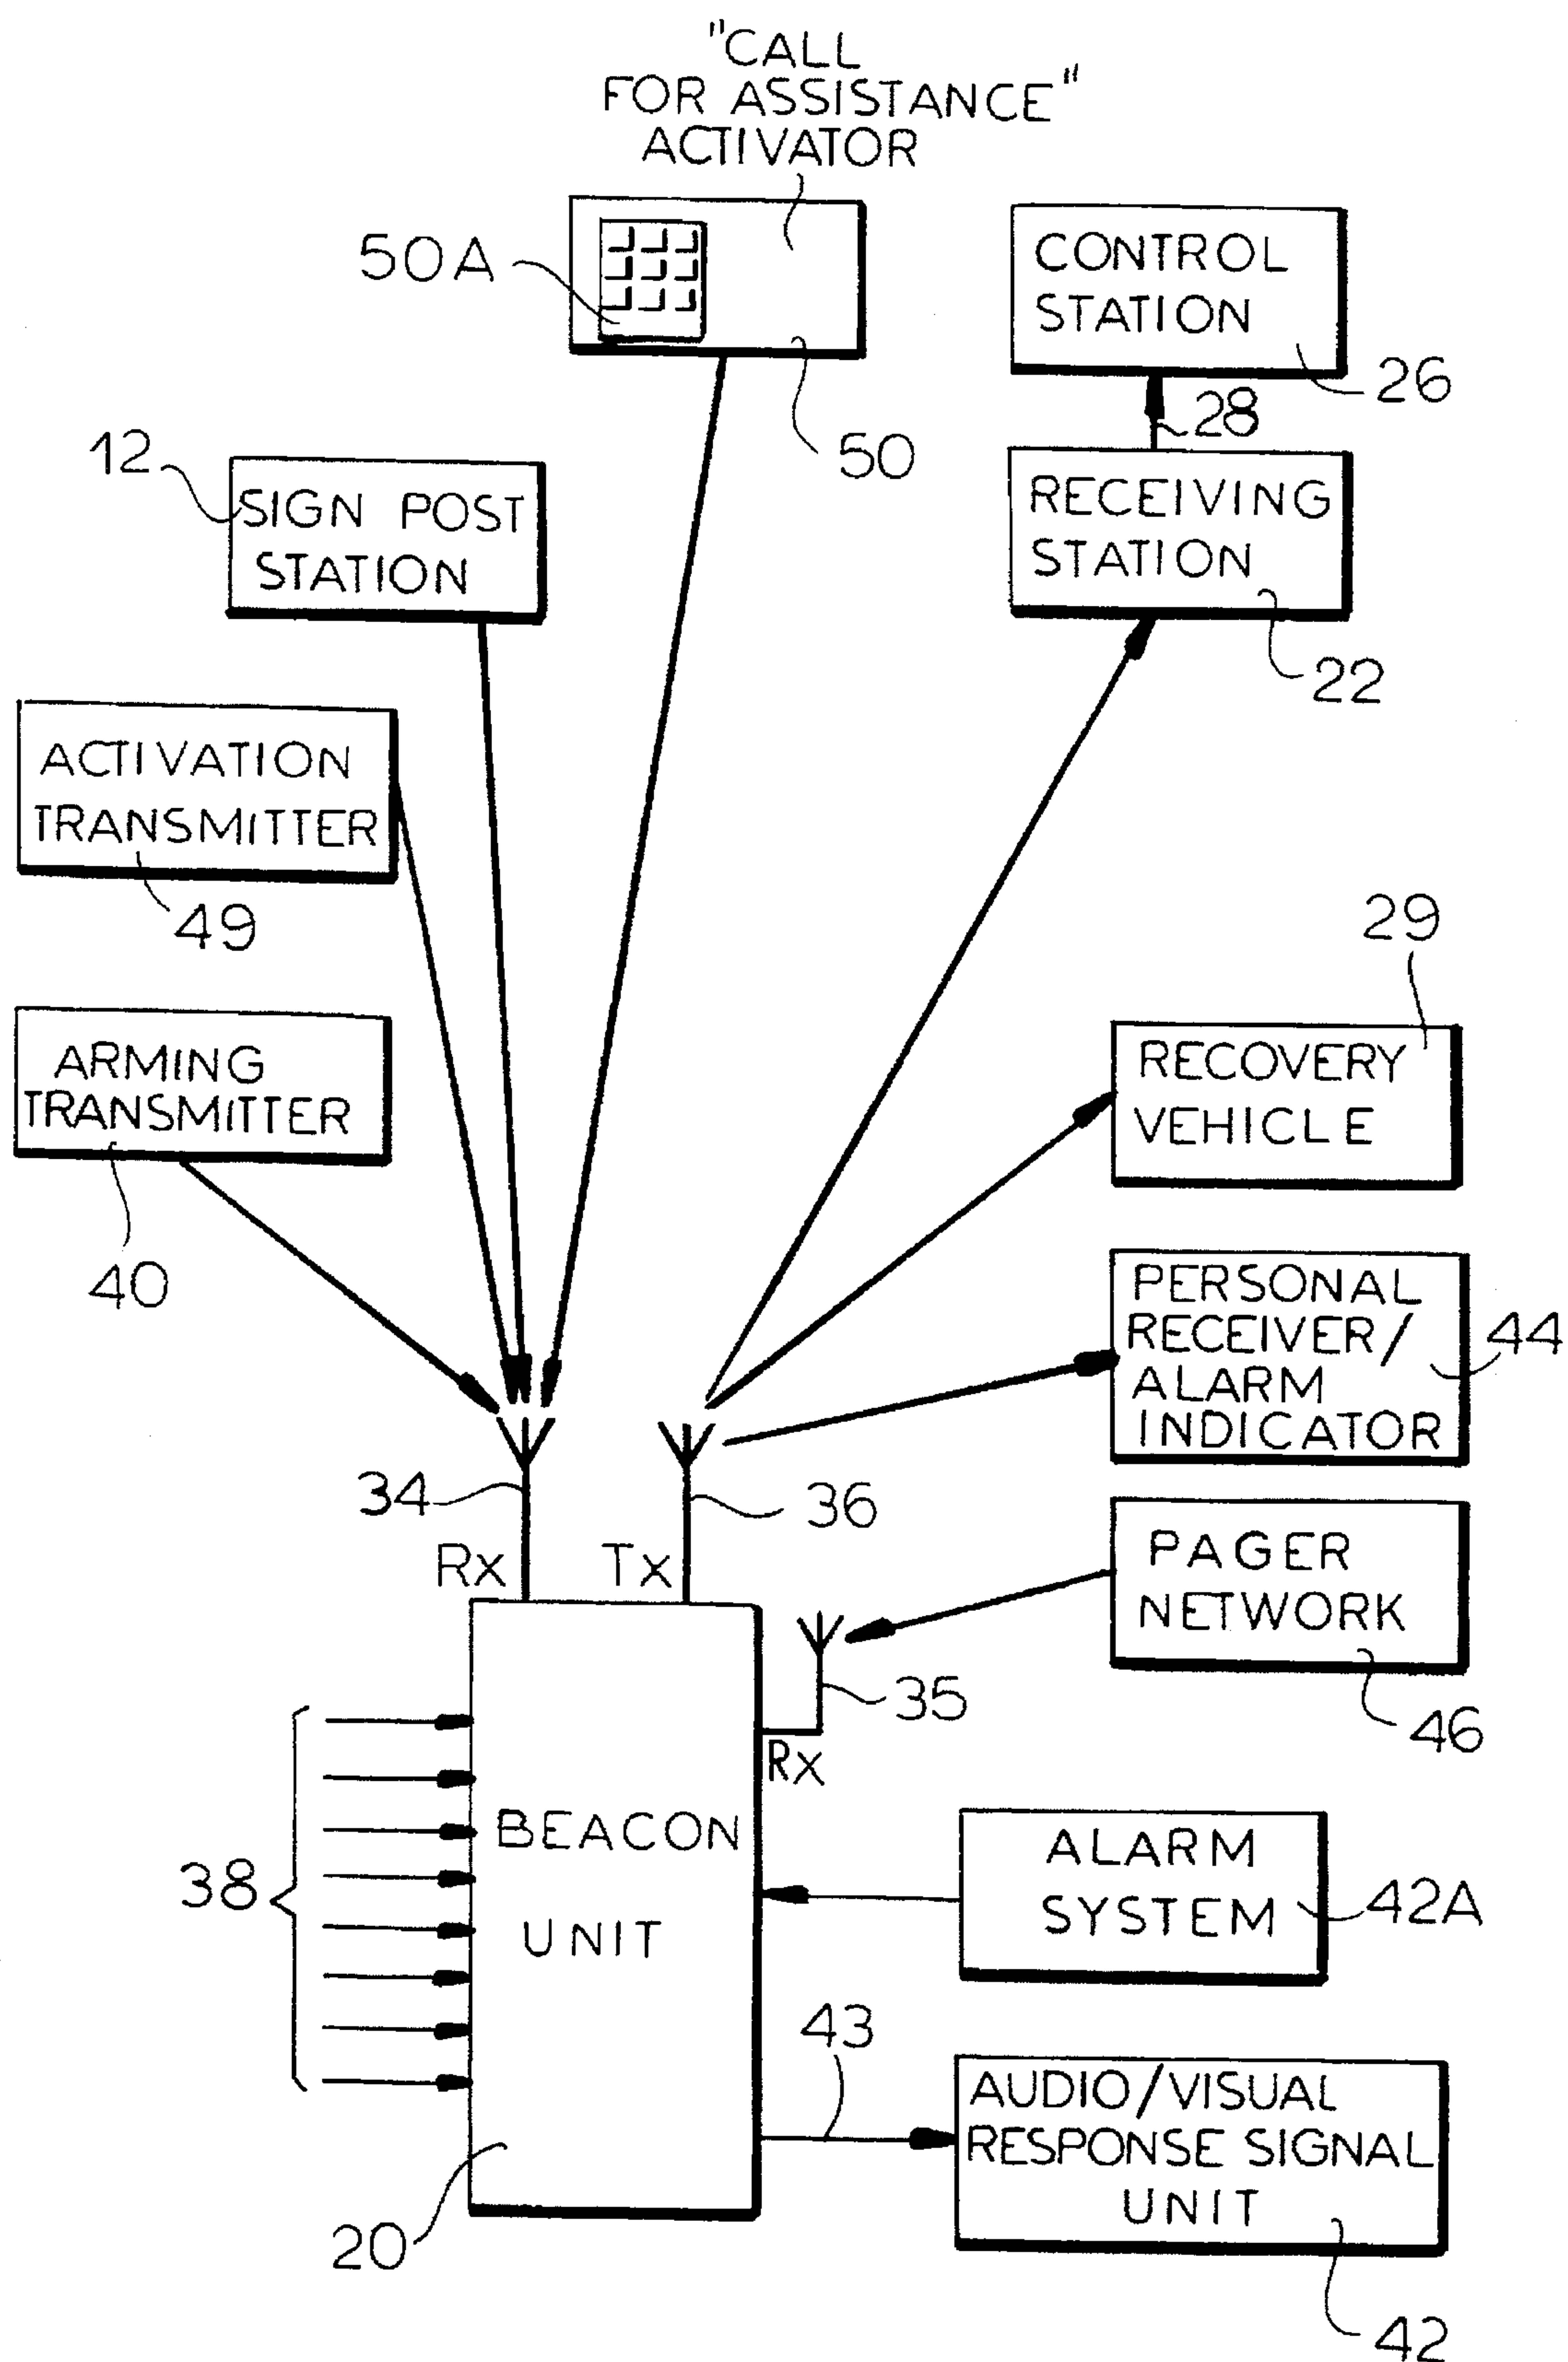 "CALL
FOR ASSISTANCE"
ACTIVATOR
50A
50
CONTROL
STATION
26
28
12
SIGN POST
STATION
RECEIVING
STATION
22
ACTIVATION
TRANSMITTER
49
29
ARMING
TRANSMITTER
40
RECOVERY
VEHICLE
PERSONAL
RECEIVER/
ALARM
INDICATOR
44
34
36
Rx
Tx
PAGER
NETWORK
46
35
Rx
38
BEACON
UNIT
20
ALARM
SYSTEM
42A
43
AUDIO/VISUAL
RESPONSE SIGNAL
UNIT
42